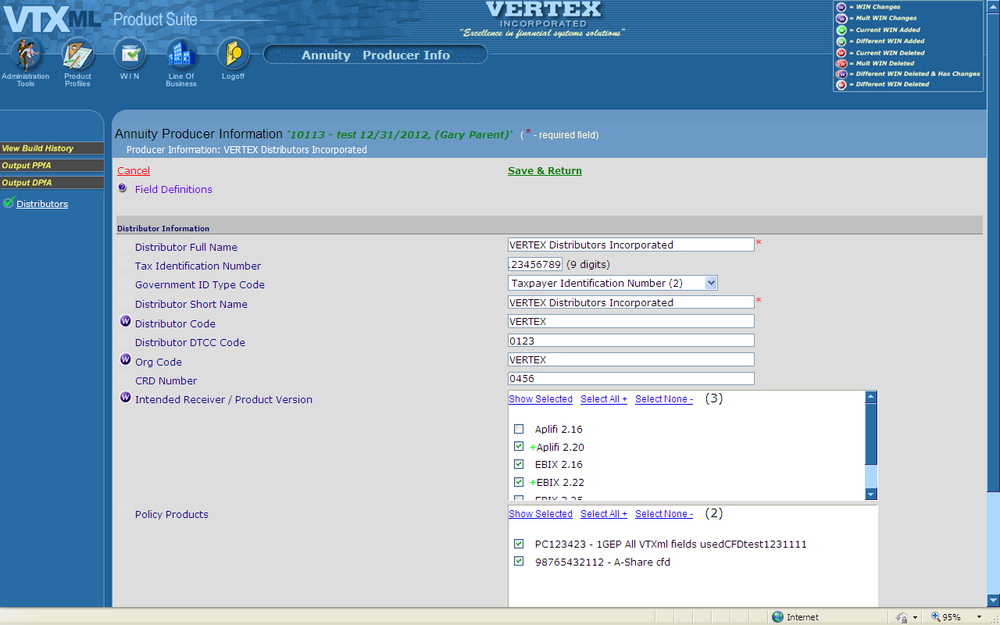 VTXML Product Suite
VERTEX
INCORPORATED
"Excellence in financial systems solutions"
= WIN Changes
= Mult WIN Changes
= Current WIN Added
= Different WIN Added
= Current WIN Deleted
= Mult WIN Deleted
= Different WIN Deleted & Has Changes
= Different WIN Deleted
Administration Tools
Product Profiles
WIN
Line Of Business
Logoff
Annuity Producer Info
View Build History
Output PPfA
Output DPfA
Distributors
Annuity Producer Information '10113 - test 12/31/2012, (Gary Parent)' ( * - required field)
Producer Information: VERTEX Distributors Incorporated
Cancel Save & Return
? Field Definitions
Distributor Information
Distributor Full Name VERTEX Distributors Incorporated *
Tax Identification Number 123456789 (9 digits)
Government ID Type Code Taxpayer Identification Number (2)
Distributor Short Name VERTEX Distributors Incorporated *
W Distributor Code VERTEX
Distributor DTCC Code 0123
W Org Code VERTEX
CRD Number 0456
W Intended Receiver / Product Version Show Selected Select All + Select None - (3)
Aplifi 2.16
+Aplifi 2.20
EBIX 2.16
+EBIX 2.22
EBIX 2.25
Policy Products Show Selected Select All + Select None - (2)
PC123423 - 1GEP All VTXml fields usedCFDtest1231111
98765432112 - A-Share cfd
Internet 95%